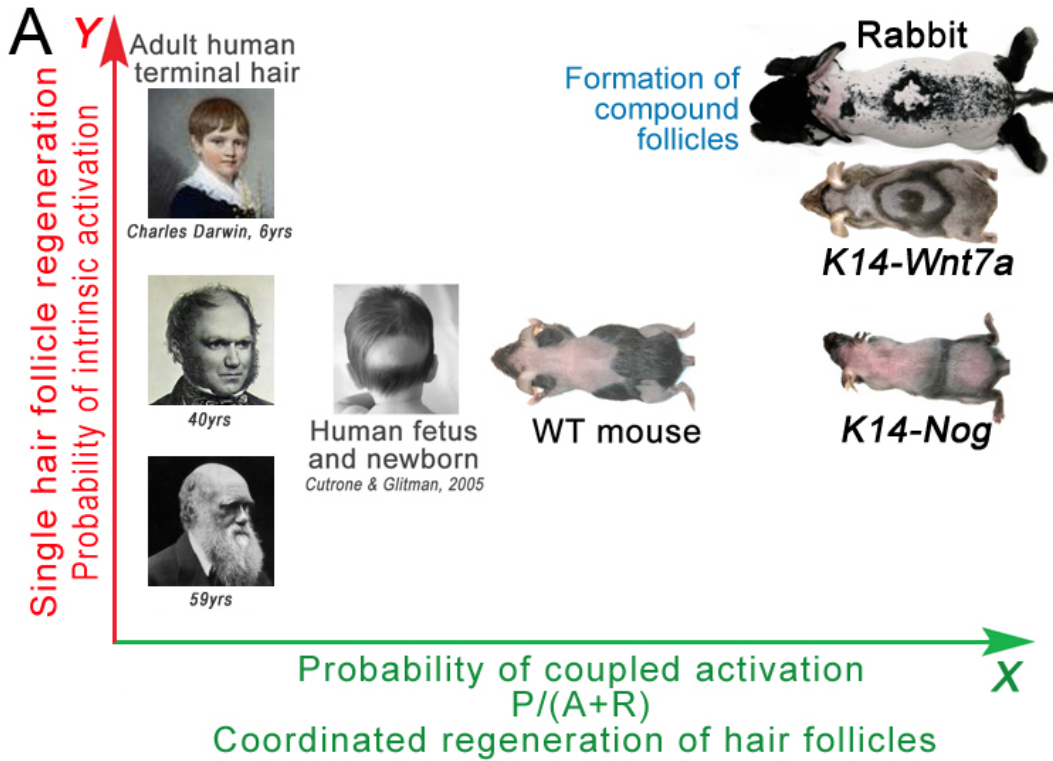 A
Y
Single hair follicle regeneration
Probability of intrinsic activation
Adult human
terminal hair
Charles Darwin, 6yrs
40yrs
59yrs
Human fetus
and newborn
Cutrone & Glitman, 2005
WT mouse
Formation of
compound
follicles
Rabbit
K14-Wnt7a
K14-Nog
Probability of coupled activation
P/(A+R)
Coordinated regeneration of hair follicles
X